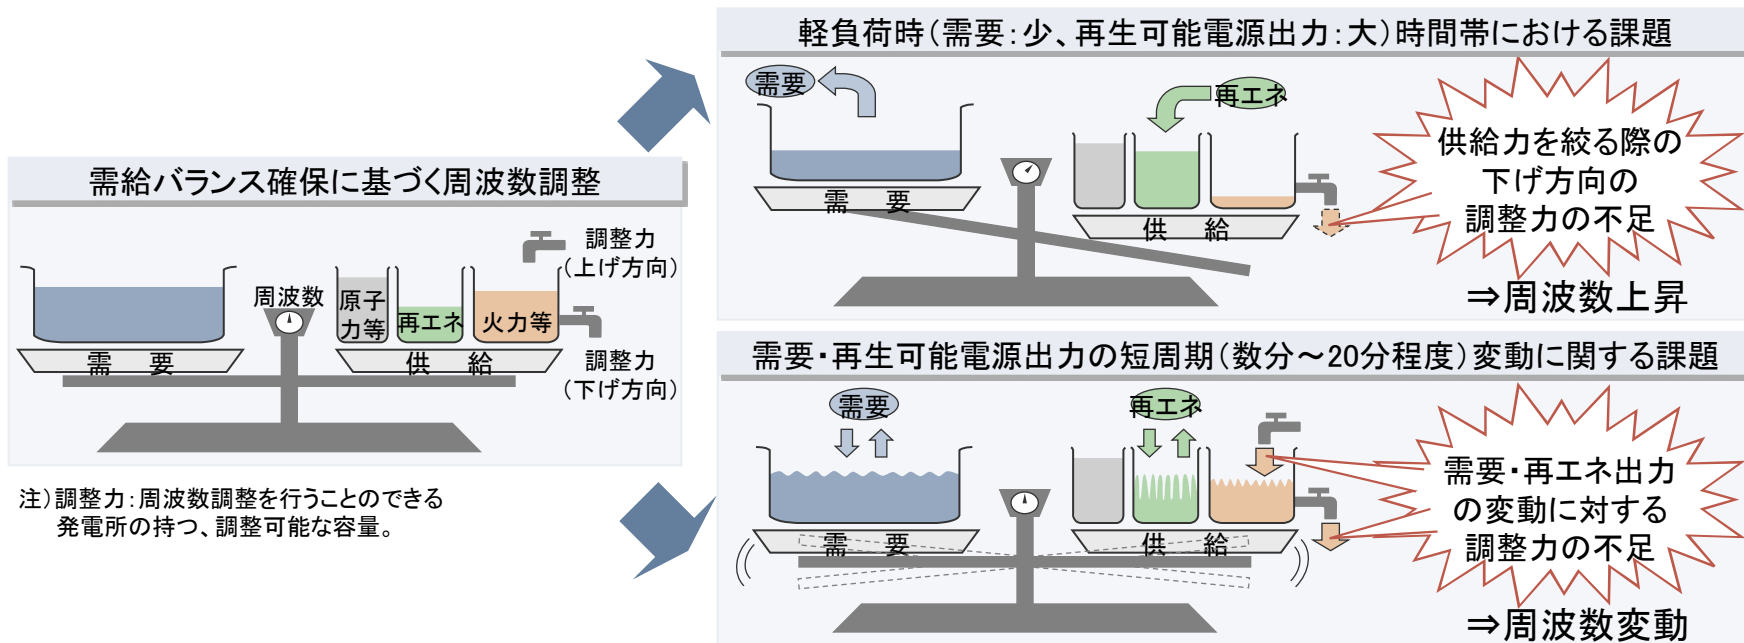 需給バランス確保に基づく周波数調整
調整力
（上げ方向）
周波数
原子
力等
再エネ
火力等
需　要
供　給
調整力
（下げ方向）
注）調整力：周波数調整を行うことのできる
発電所の持つ、調整可能な容量。
軽負荷時（需要：少、再生可能電源出力：大）時間帯における課題
需要
再エネ
需　要
供　給
供給力を絞る際の
下げ方向の
調整力の不足
⇒周波数上昇
需要・再生可能電源出力の短周期（数分～20分程度）変動に関する課題
需要
再エネ
需　要
供　給
需要・再エネ出力
の変動に対する
調整力の不足
⇒周波数変動